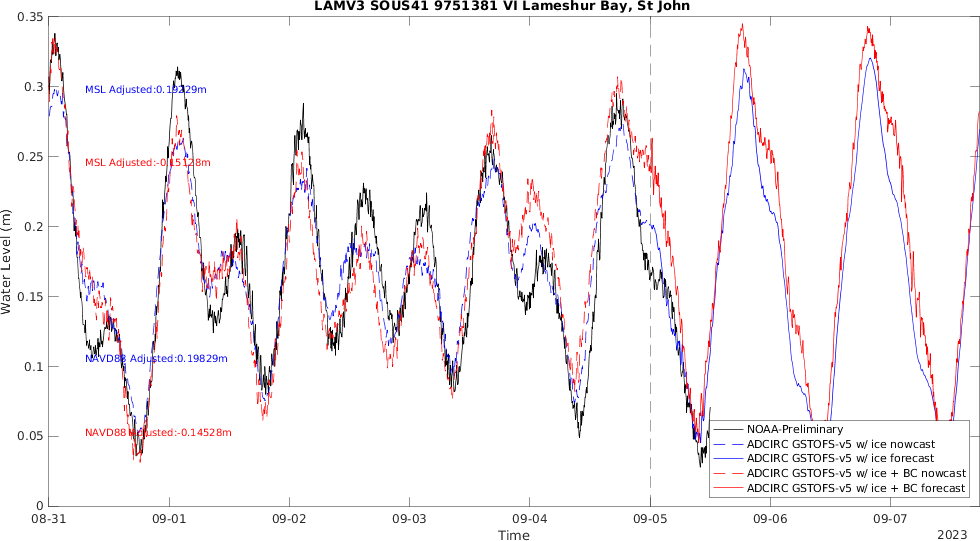 LAMV3 SOUS41 9751381 VI Lameshur Bay, St John
0.35
0.3
0.25
0.2
0.15
0.1
0.05
0
Water Level (m)
MSL Adjusted:0.19229m
MSL Adjusted:-0.15128m
NAVD88 Adjusted:0.19829m
NAVD88 Adjusted:-0.14528m
NOAA-Preliminary
ADCIRC GSTOFS-v5 w/ ice nowcast
ADCIRC GSTOFS-v5 w/ ice forecast
ADCIRC GSTOFS-v5 w/ ice + BC nowcast
ADCIRC GSTOFS-v5 w/ ice + BC forecast
08-31 09-01 09-02 09-03 09-04 09-05 09-06 09-07
Time
2023